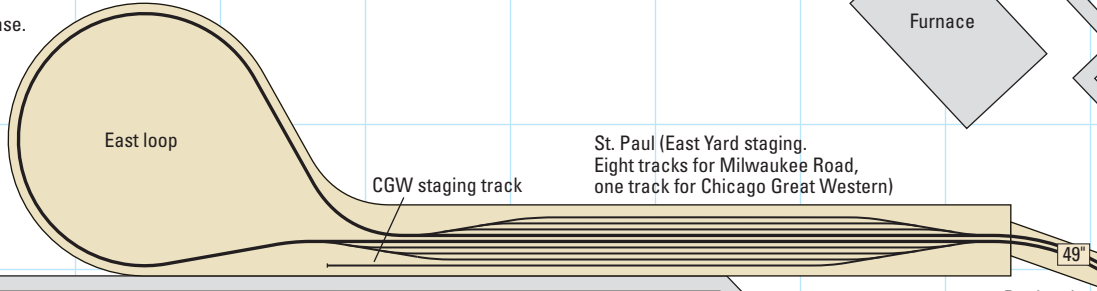 ase.
Furnace
East loop
St. Paul (East Yard staging.
Eight tracks for Milwaukee Road,
one track for Chicago Great Western)
CGW staging track
49"